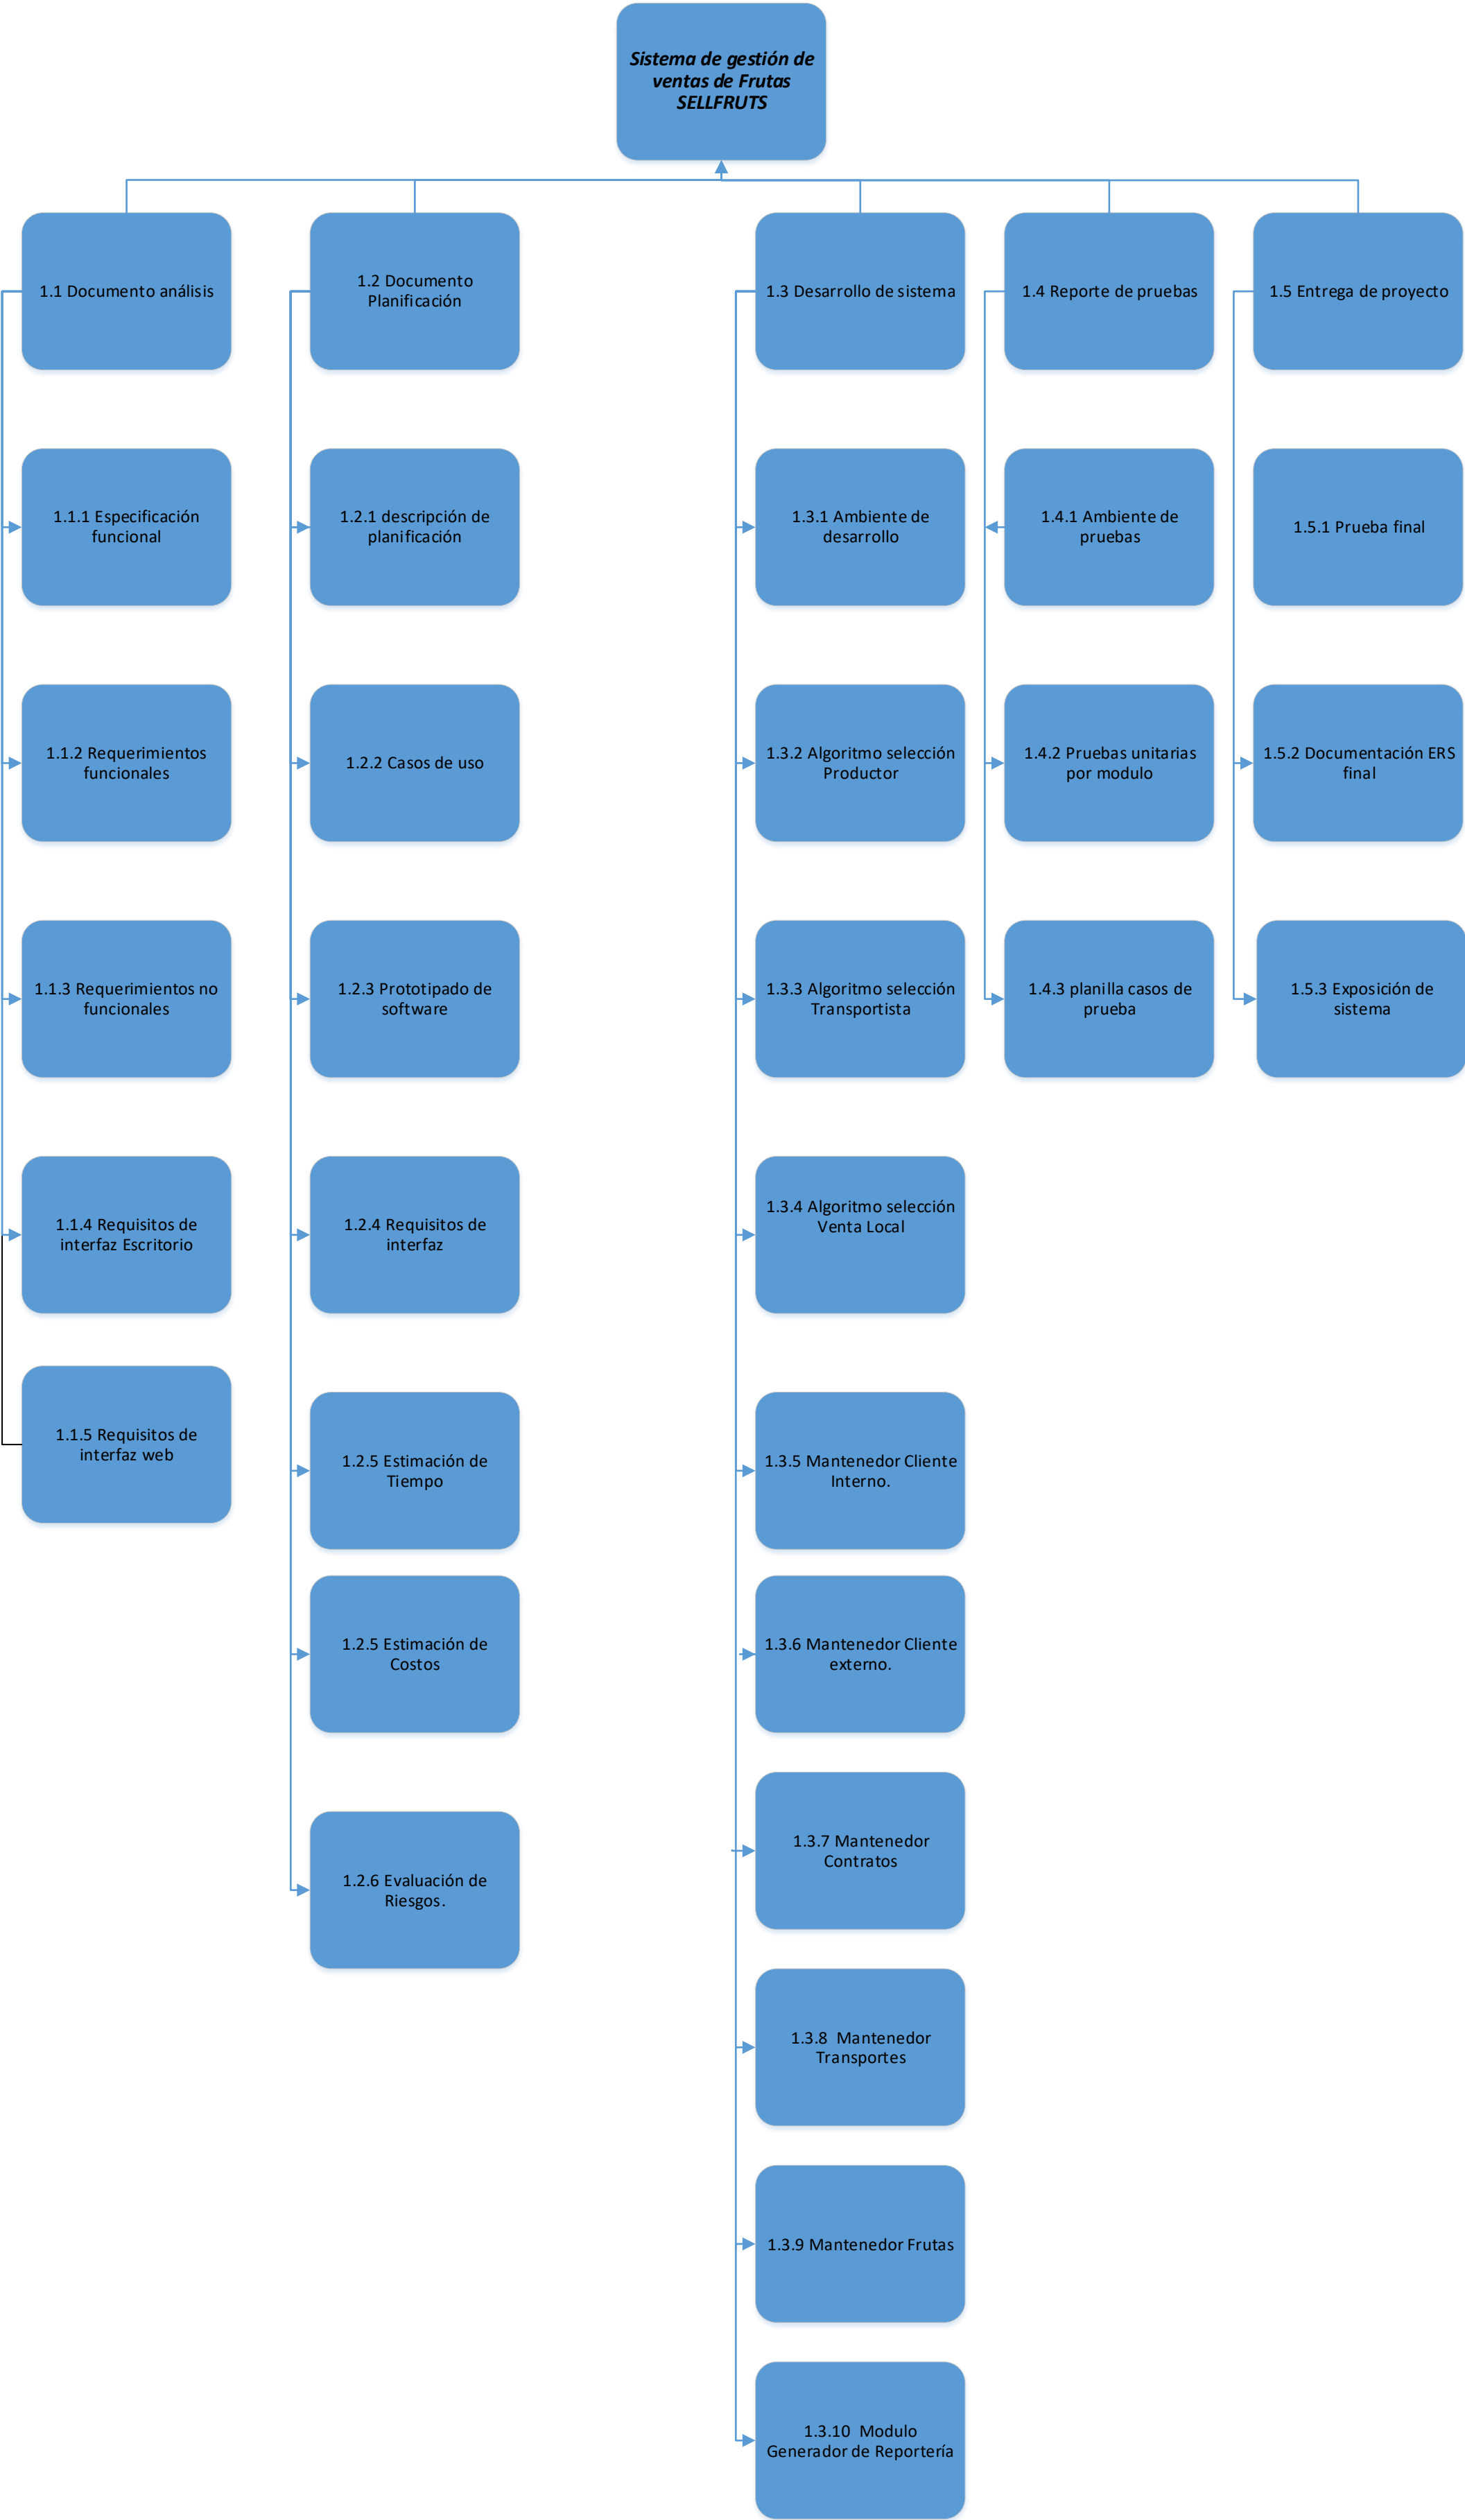 Sistema de gestión de
ventas de Frutas
SELLFRUTS
1.1 Documento análisis
1.2 Documento
Planificación
1.3 Desarrollo de sistema
1.4 Reporte de pruebas
1.5 Entrega de proyecto
1.1.1 Especificación
funcional
1.2.1 descripción de
planificación
1.3.1 Ambiente de
desarrollo
1.4.1 Ambiente de
pruebas
1.5.1 Prueba final
1.1.2 Requerimientos
funcionales
1.2.2 Casos de uso
1.3.2 Algoritmo selección
Productor
1.4.2 Pruebas unitarias
por modulo
1.5.2 Documentación ERS
final
1.1.3 Requerimientos no
funcionales
1.2.3 Prototipado de
software
1.3.3 Algoritmo selección
Transportista
1.4.3 planilla casos de
prueba
1.5.3 Exposición de
sistema
1.1.4 Requisitos de
interfaz Escritorio
1.2.4 Requisitos de
interfaz
1.3.4 Algoritmo selección
Venta Local
1.1.5 Requisitos de
interfaz web
1.2.5 Estimación de
Tiempo
1.3.5 Mantenedor Cliente
Interno.
1.2.5 Estimación de
Costos
1.3.6 Mantenedor Cliente
externo.
1.3.7 Mantenedor
Contratos
1.2.6 Evaluación de
Riesgos.
1.3.8  Mantenedor
Transportes
1.3.9 Mantenedor Frutas
1.3.10  Modulo
Generador de Reportería